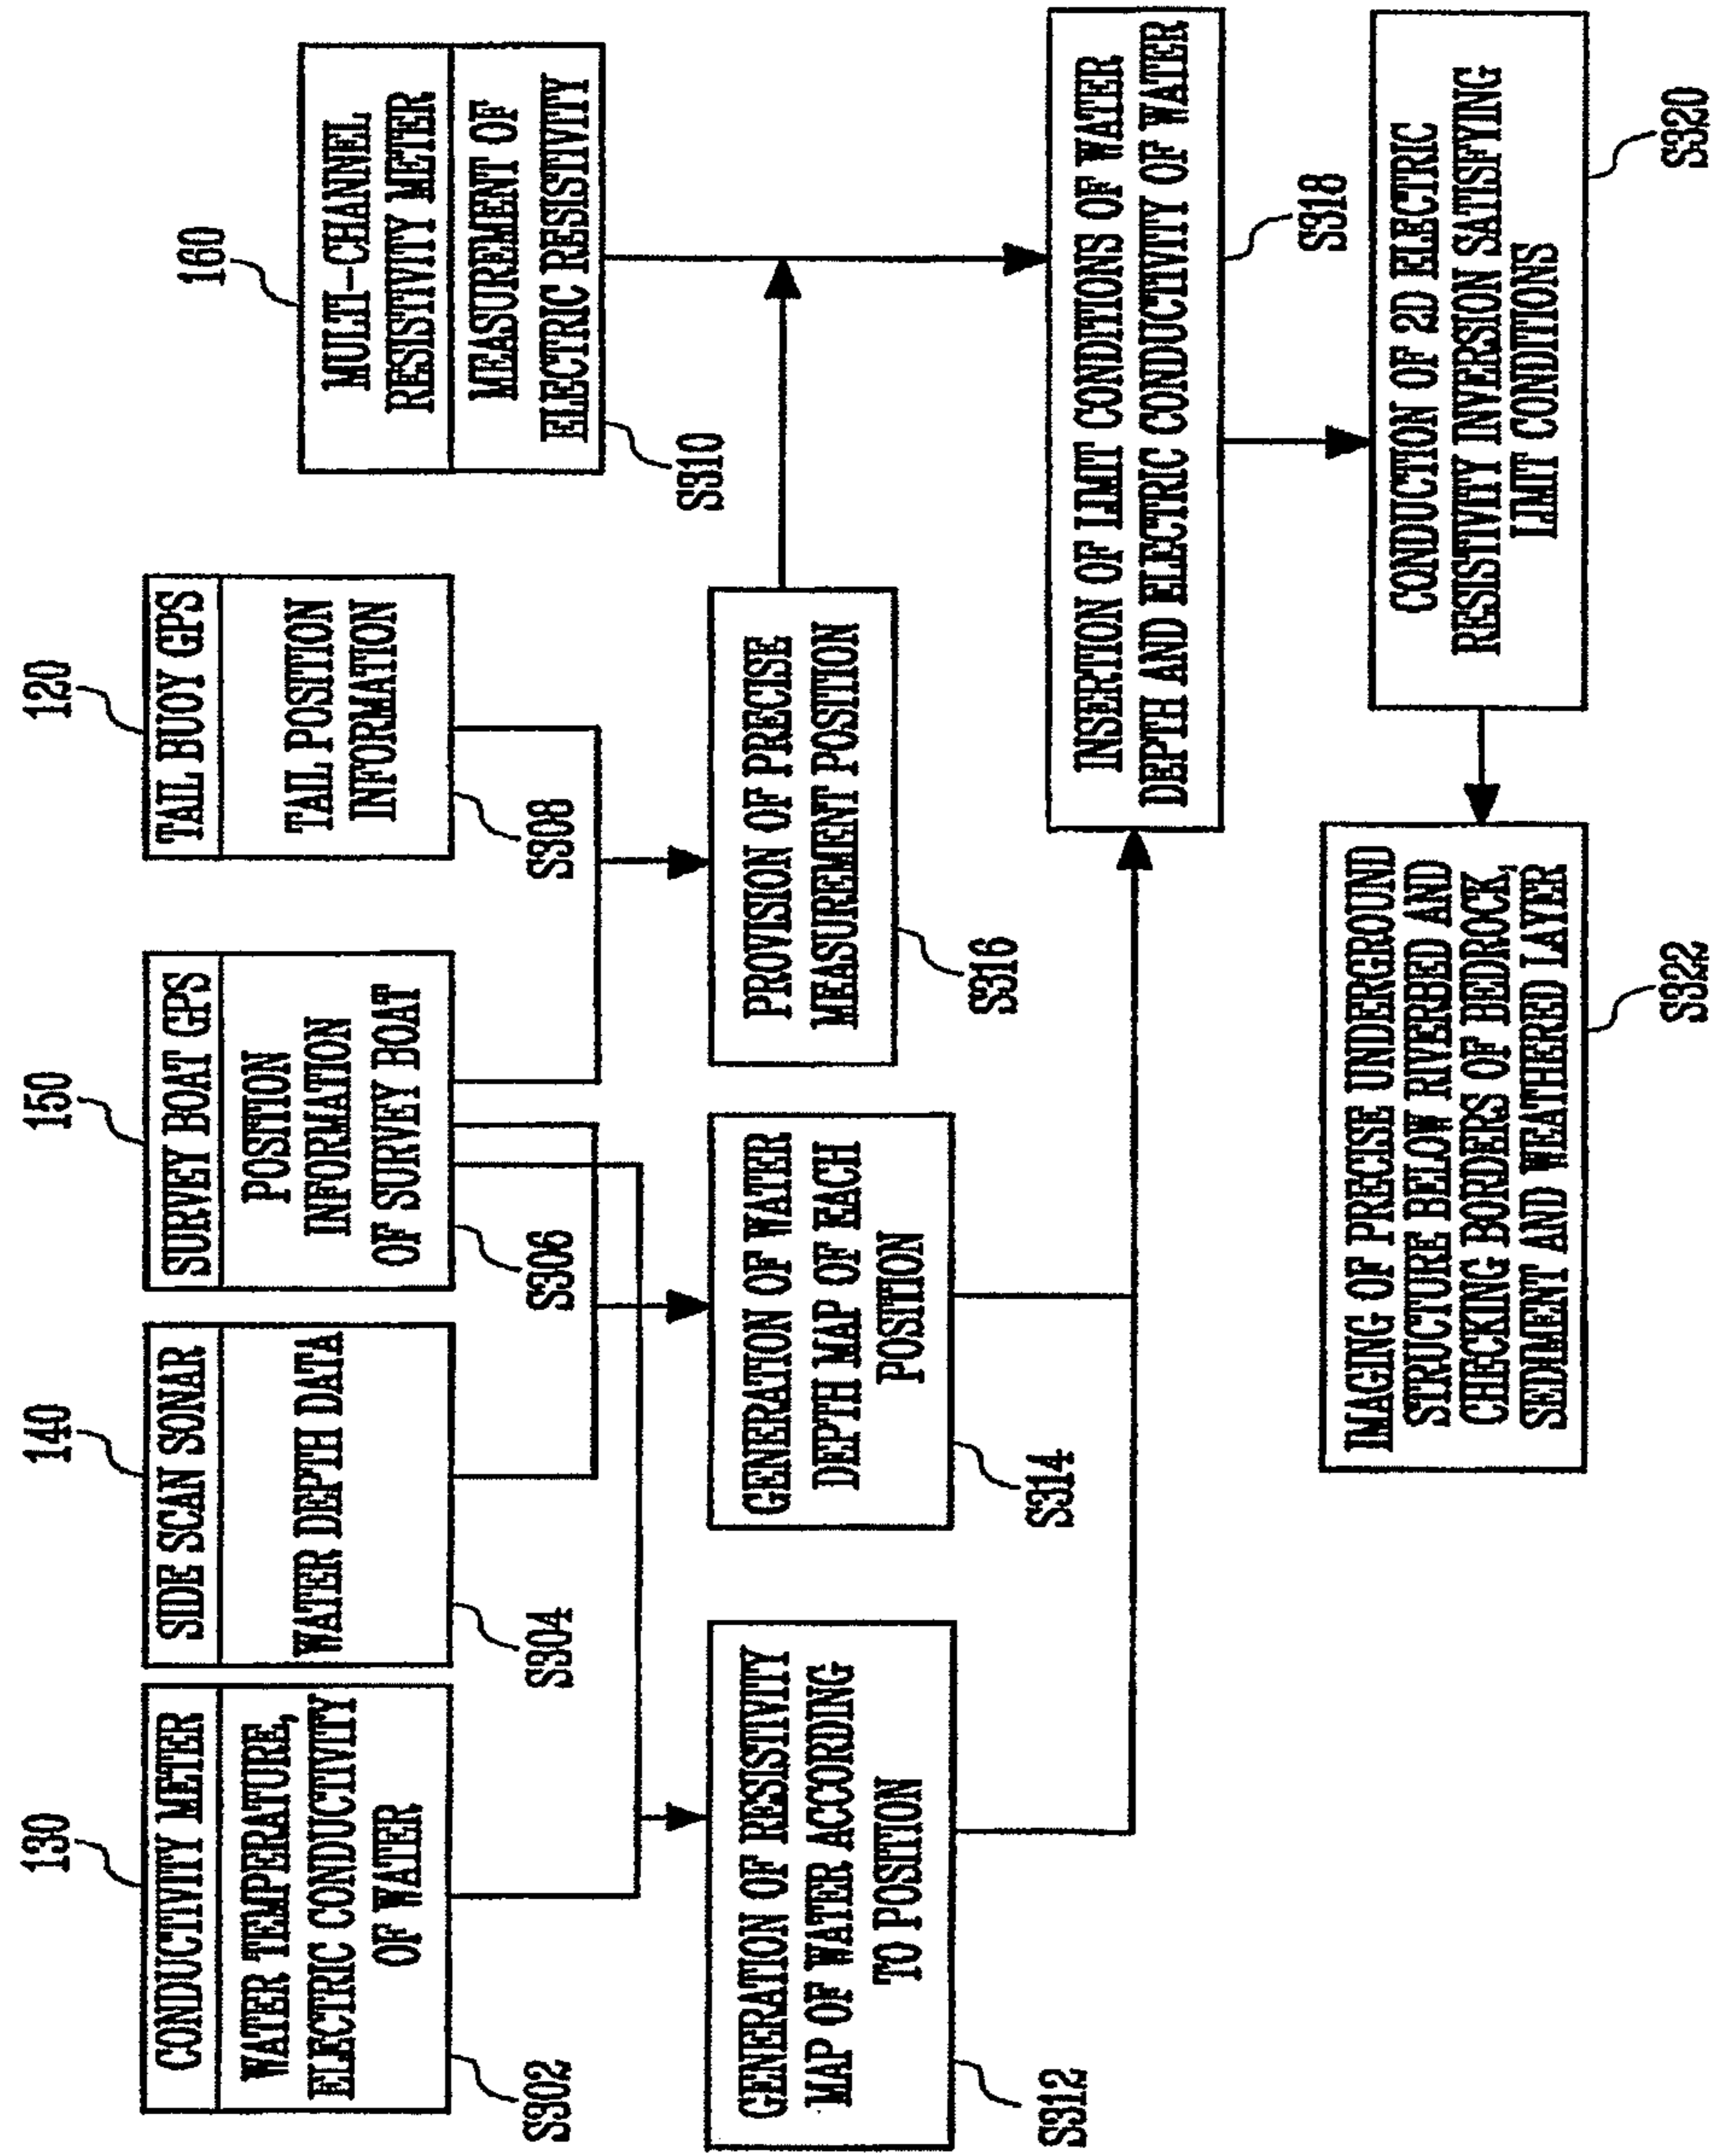 130
CONDUCTIVITY METER
WATER TEMPERATURE,
ELECTRIC CONDUCTIVITY
OF WATER
S302
140
SIDE SCAN SONAR
WATER DEPTH DATA
S304
150
SURVEY BOAT GPS
POSITION
INFORMATION
OF SURVEY BOAT
S306
120
TAIL BUOY GPS
TAIL POSITION
INFORMATION
S308
160
MULTI-CHANNEL
RESISTIVITY METER
MEASUREMENT OF
ELECTRIC RESISTIVITY
S310
GENERATION OF RESISTIVITY
MAP OF WATER ACCORDING
TO POSITION
S312
GENERATION OF WATER
DEPTH MAP OF EACH
POSITION
S314
PROVISION OF PRECISE
MEASUREMENT POSITION
S316
INSERTION OF LIMIT CONDITIONS OF WATER
DEPTH AND ELECTRIC CONDUCTIVITY OF WATER
S318
CONDUCTION OF 2D ELECTRIC
RESISTIVITY INVERSION SATISFYING
LIMIT CONDITIONS
S320
IMAGING OF PRECISE UNDERGROUND
STRUCTURE BELOW RIVERBED AND
CHECKING BORDERS OF BEDROCK,
SEDIMENT AND WEATHERED LAYER
S322